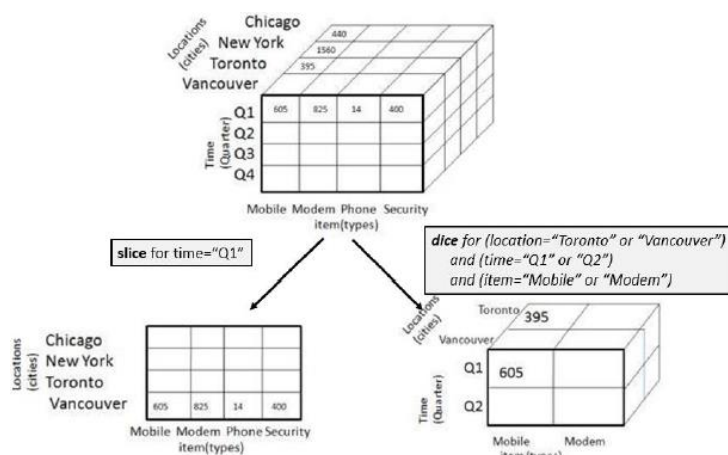 Chicago
New York
Toronto
Vancouver
Locations
(cities)
440
1560
395
Q1 605 825 14 400
Q2
Q3
Q4
Time
(Quarter)
Mobile Modem Phone Security
item(types)
slice for time="Q1"
dice for (location="Toronto" or "Vancouver")
and (time="Q1" or "Q2")
and (item="Mobile" or "Modem")
Locations
(cities)
Chicago
New York
Toronto
Vancouver 605 825 14 400
Mobile Modem Phone Security
item(types)
Locations
(cities)
Toronto 395
Vancouver
Q1 605
Q2
Time
(Quarter)
Mobile Modem
item(types)